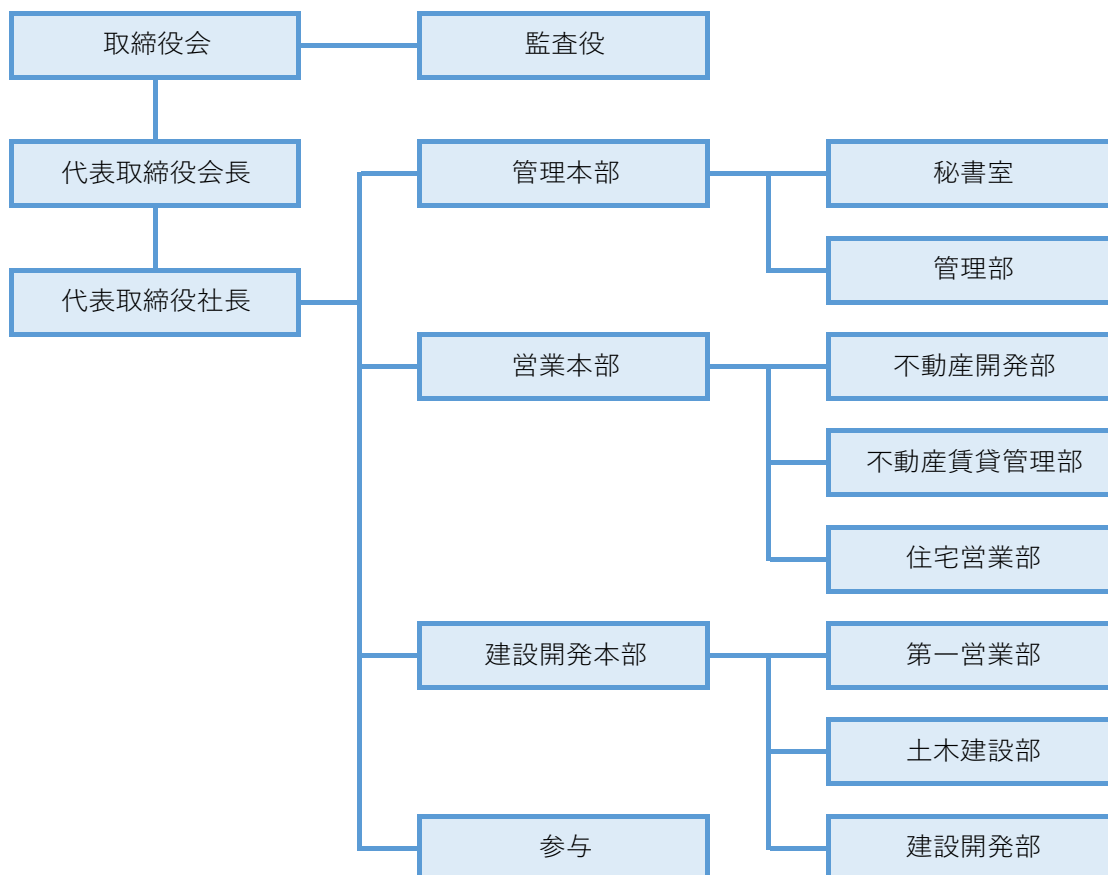 取締役会
監査役
代表取締役会長
代表取締役社長
管理本部
秘書室
管理部
営業本部
不動産開発部
不動産賃貸管理部
住宅営業部
建設開発本部
第一営業部
土木建設部
建設開発部
参与